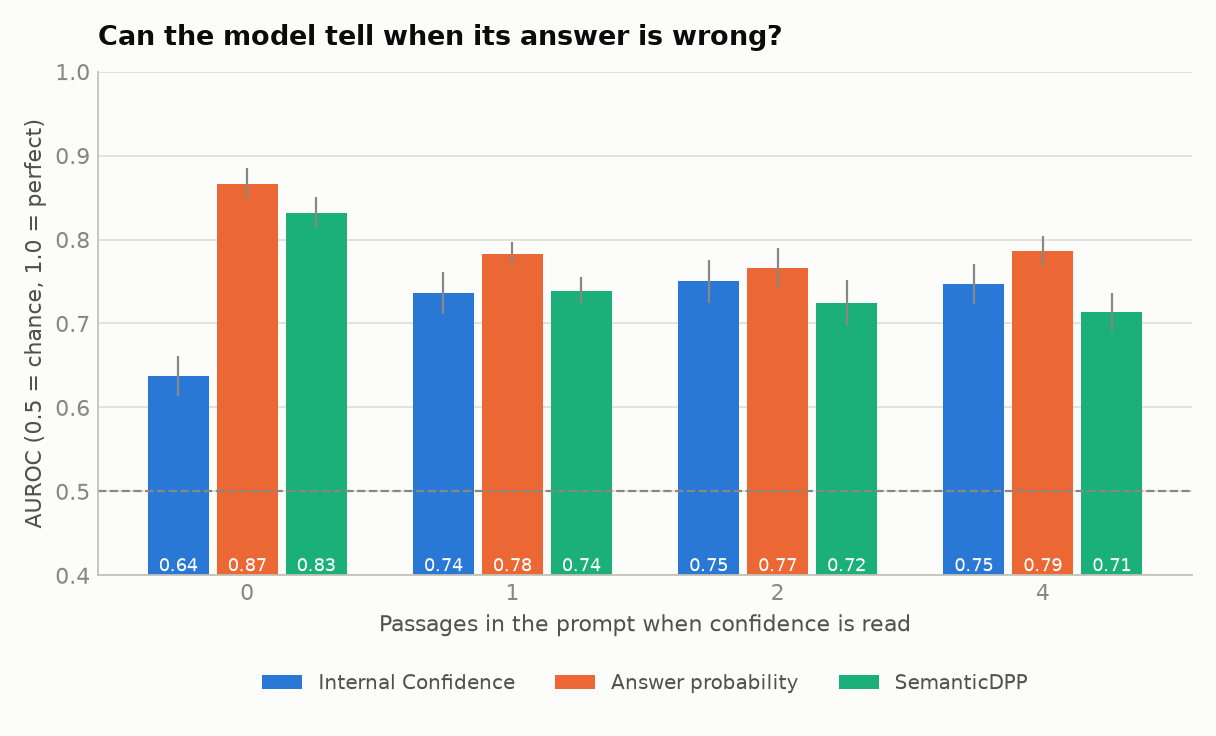 Can the model tell when its answer is wrong?
AUROC (0.5 = chance, 1.0 = perfect)
1.0
0.9
0.8
0.7
0.6
0.5
0.4
0.64 0.87 0.83 0.74 0.78 0.74 0.75 0.77 0.72 0.75 0.79 0.71
0 1 2 4
Passages in the prompt when confidence is read
Internal Confidence Answer probability SemanticDPP